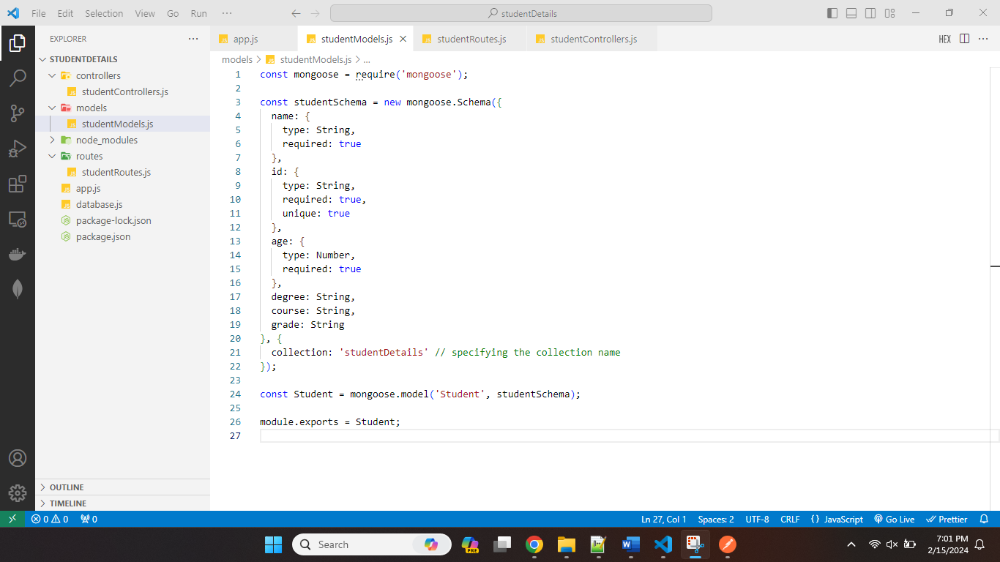 File Edit Selection View Go Run ···
studentDetails
EXPLORER ···
STUDENTDETAILS
controllers
studentControllers.js
models
studentModels.js
node_modules
routes
studentRoutes.js
app.js
database.js
package-lock.json
package.json
OUTLINE
TIMELINE
app.js studentModels.js studentRoutes.js studentControllers.js HEX ···
models > studentModels.js > ...
1 const mongoose = require('mongoose');
2
3 const studentSchema = new mongoose.Schema({
4 name: {
5 type: String,
6 required: true
7 },
8 id: {
9 type: String,
10 required: true,
11 unique: true
12 },
13 age: {
14 type: Number,
15 required: true
16 },
17 degree: String,
18 course: String,
19 grade: String
20 }, {
21 collection: 'studentDetails' // specifying the collection name
22 });
23
24 const Student = mongoose.model('Student', studentSchema);
25
26 module.exports = Student;
27
0 0 0 Ln 27, Col 1 Spaces: 2 UTF-8 CRLF {} JavaScript Go Live Prettier
Search PRE 7:01 PM
2/15/2024